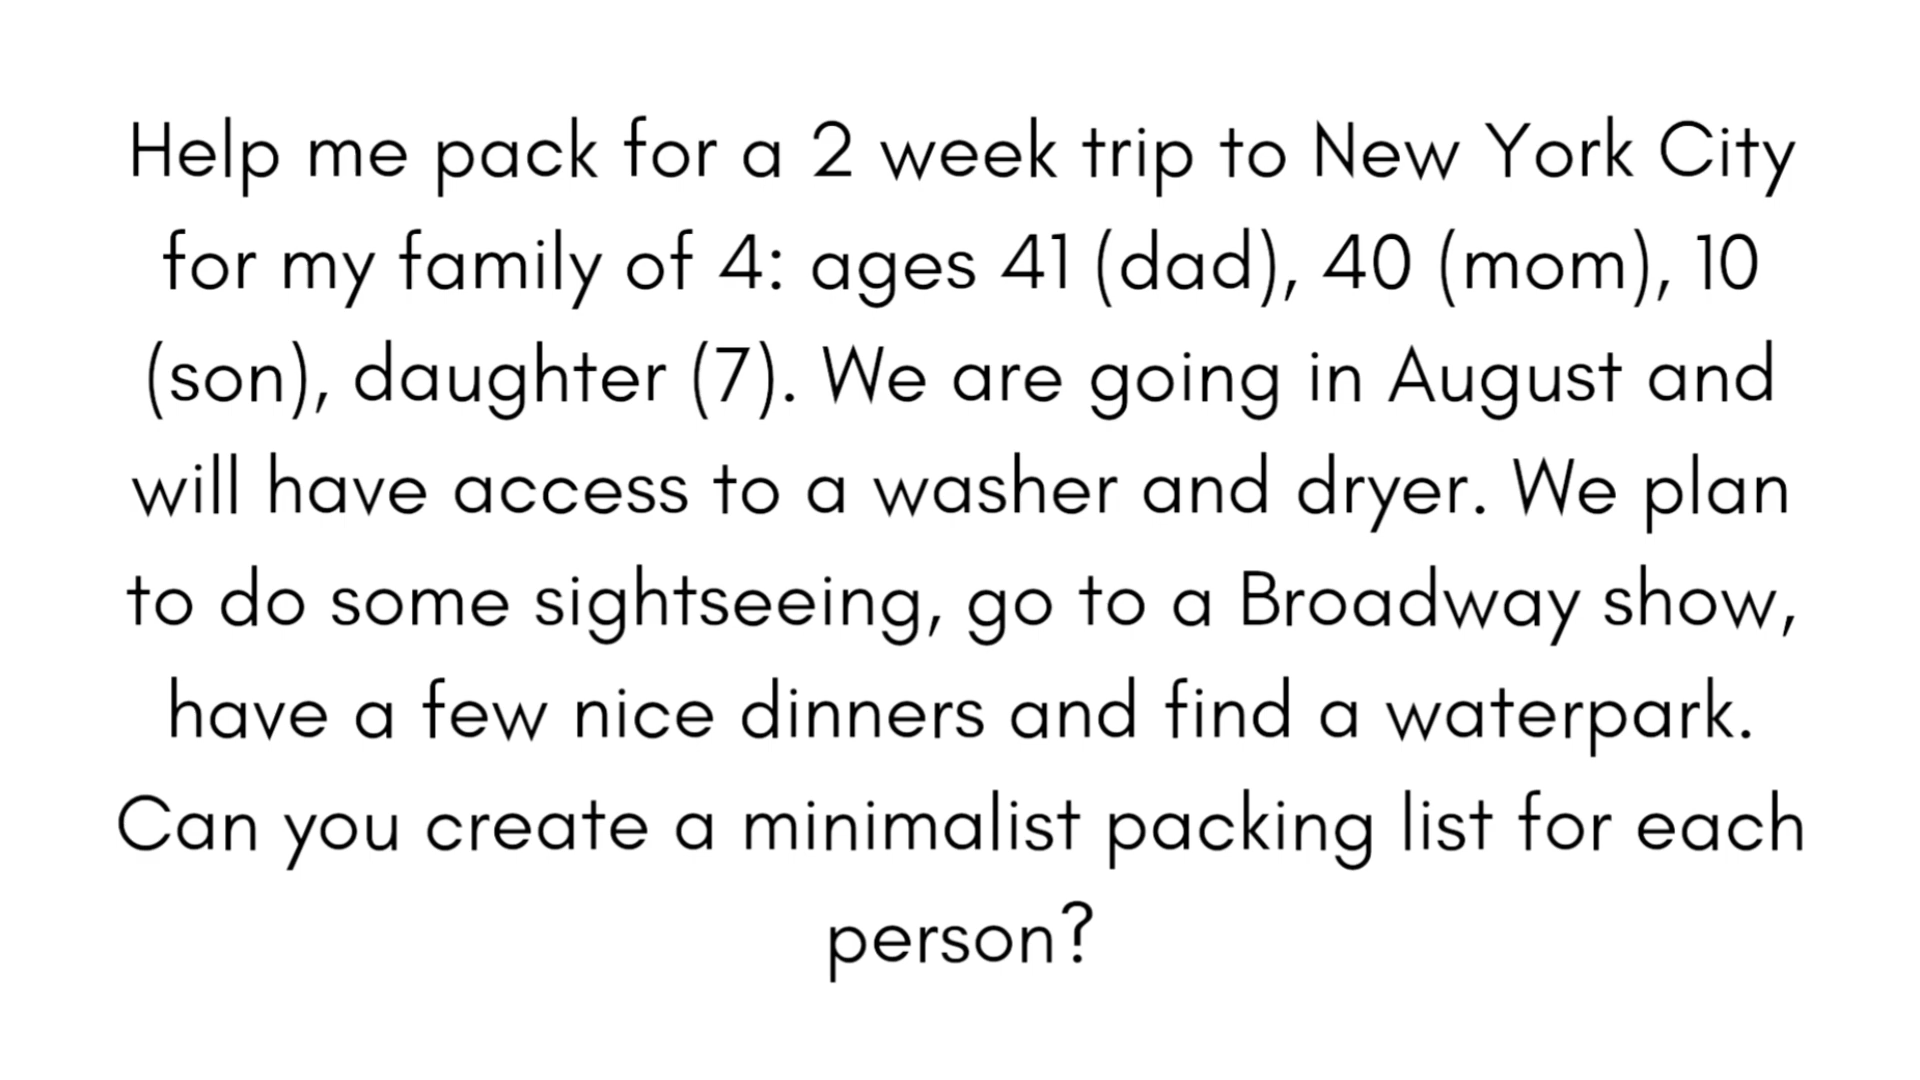 Help me pack for a 2 week trip to New York City
for my family of 4: ages 41 (dad), 40 (mom), 10
(son), daughter (7). We are going in August and
will have access to a washer and dryer. We plan
to do some sightseeing, go to a Broadway show,
have a few nice dinners and find a waterpark.
Can you create a minimalist packing list for each
person?